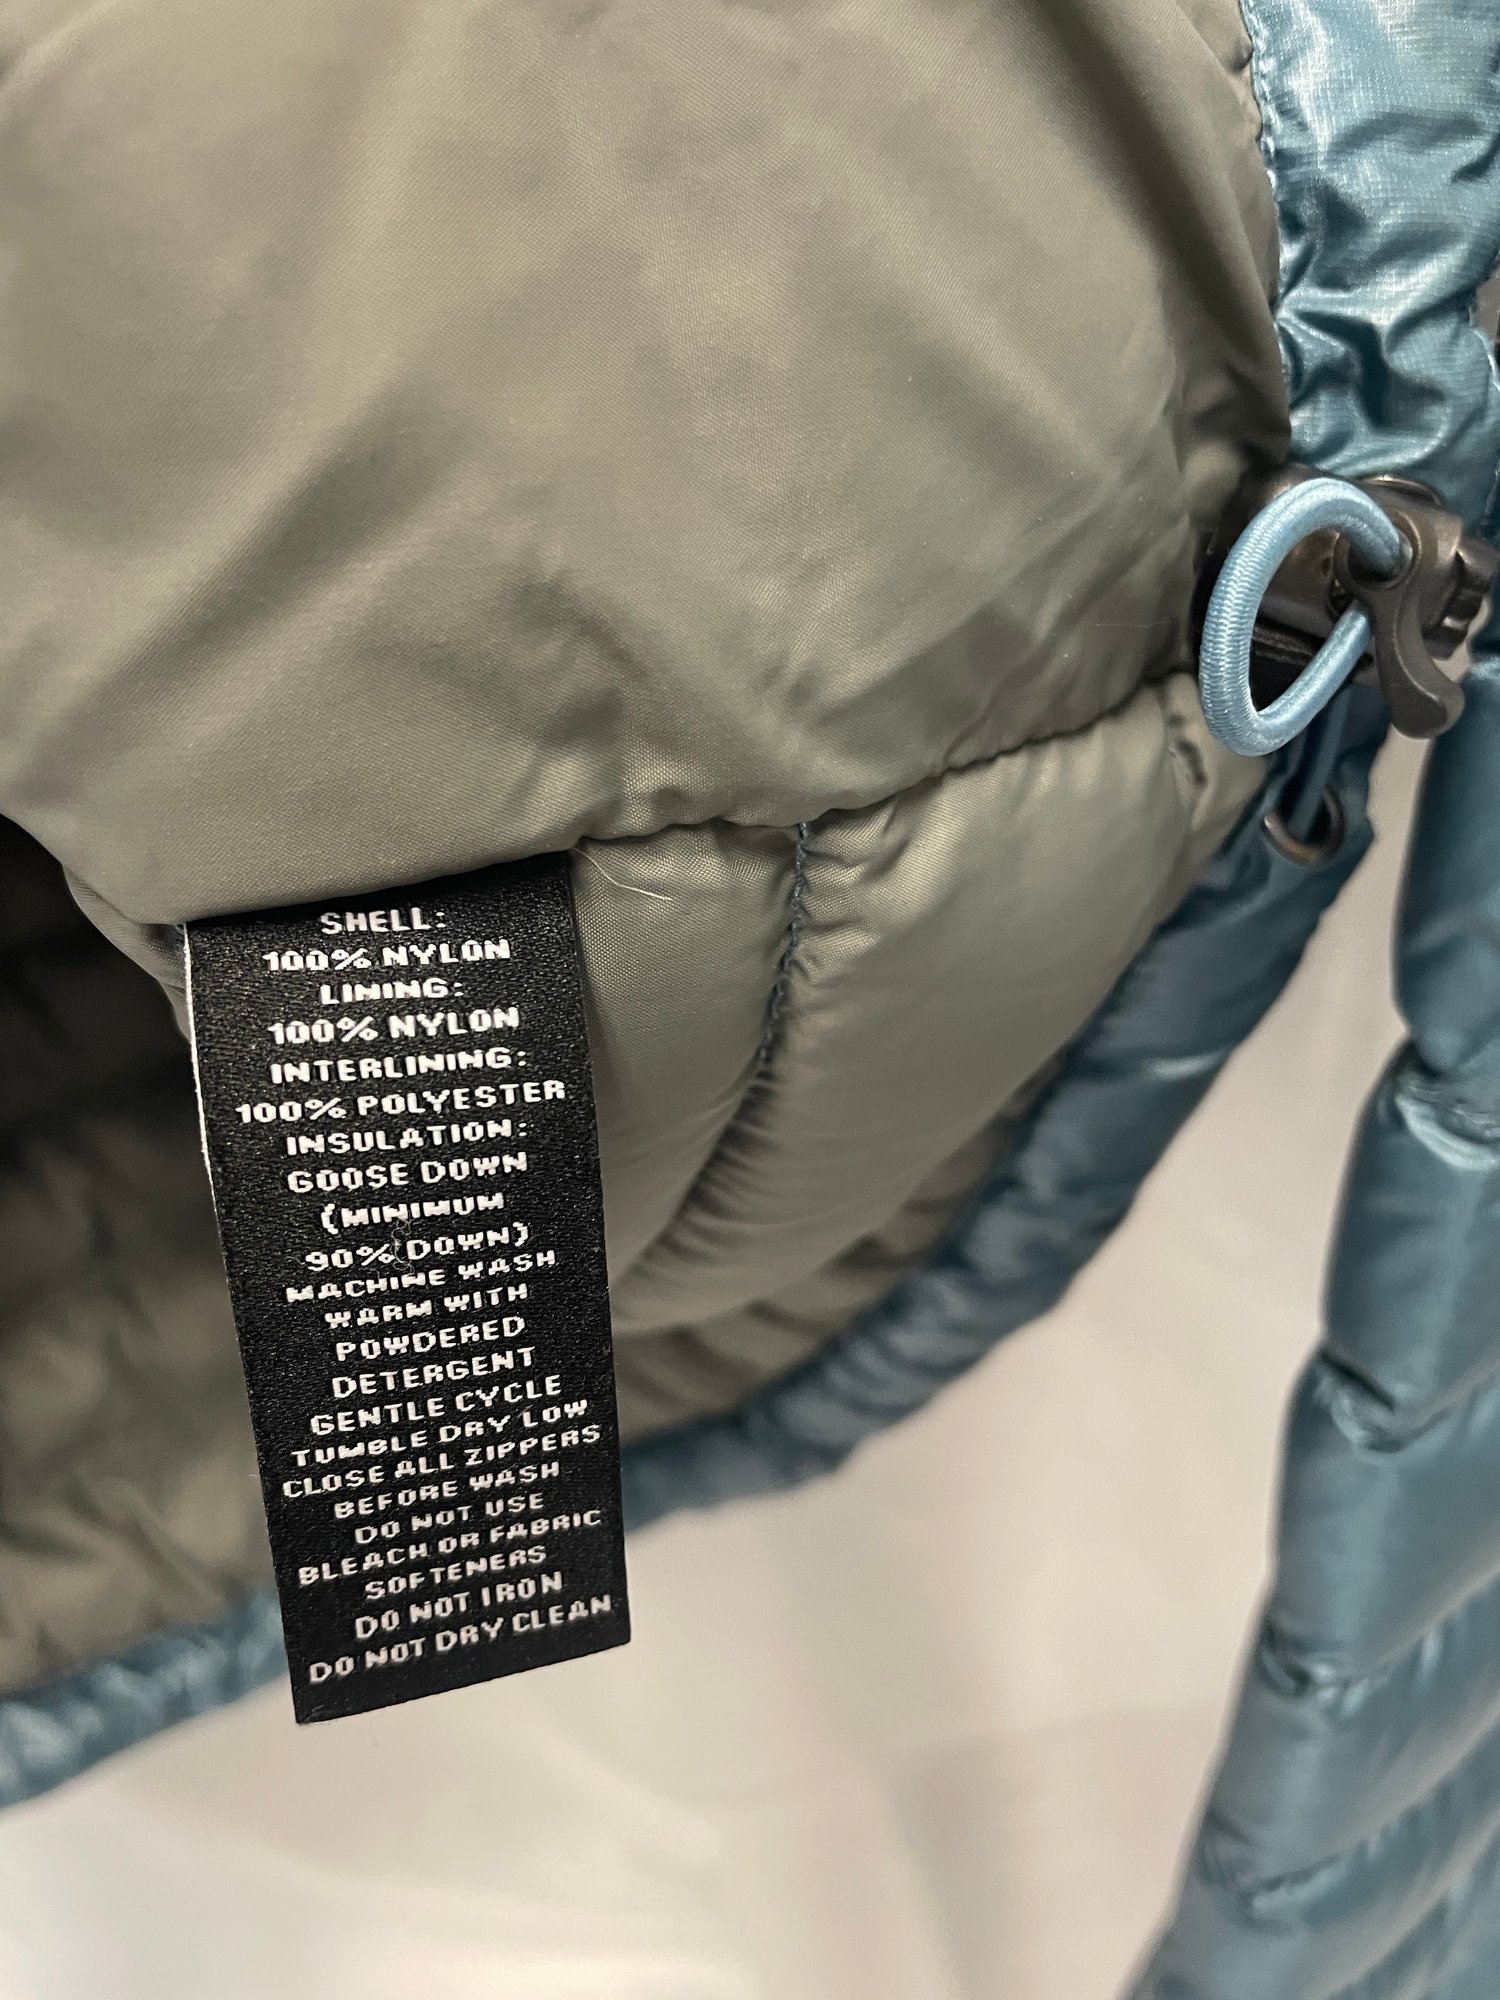 SHELL:
100% NYLON
LINING:
100% NYLON
INTERLINING:
100% POLYESTER
INSULATION:
GOOSE DOWN
(MINIMUM
90% DOWN)
MACHINE WASH
WARM WITH
POWDERED
DETERGENT
GENTLE CYCLE
TUMBLE DRY LOW
CLOSE ALL ZIPPERS
BEFORE WASH
DO NOT USE
BLEACH OR FABRIC
SOFTENERS
DO NOT IRON
DO NOT DRY CLEAN